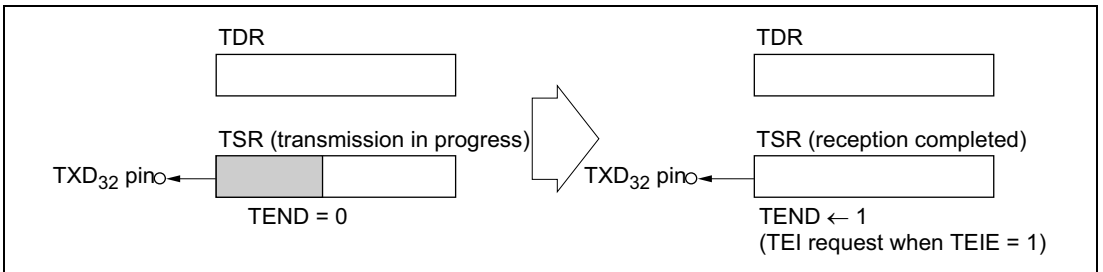 TDR
TSR (transmission in progress)
TXD32 pin
TEND = 0
TDR
TSR (reception completed)
TXD32 pin
TEND ← 1
(TEI request when TEIE = 1)